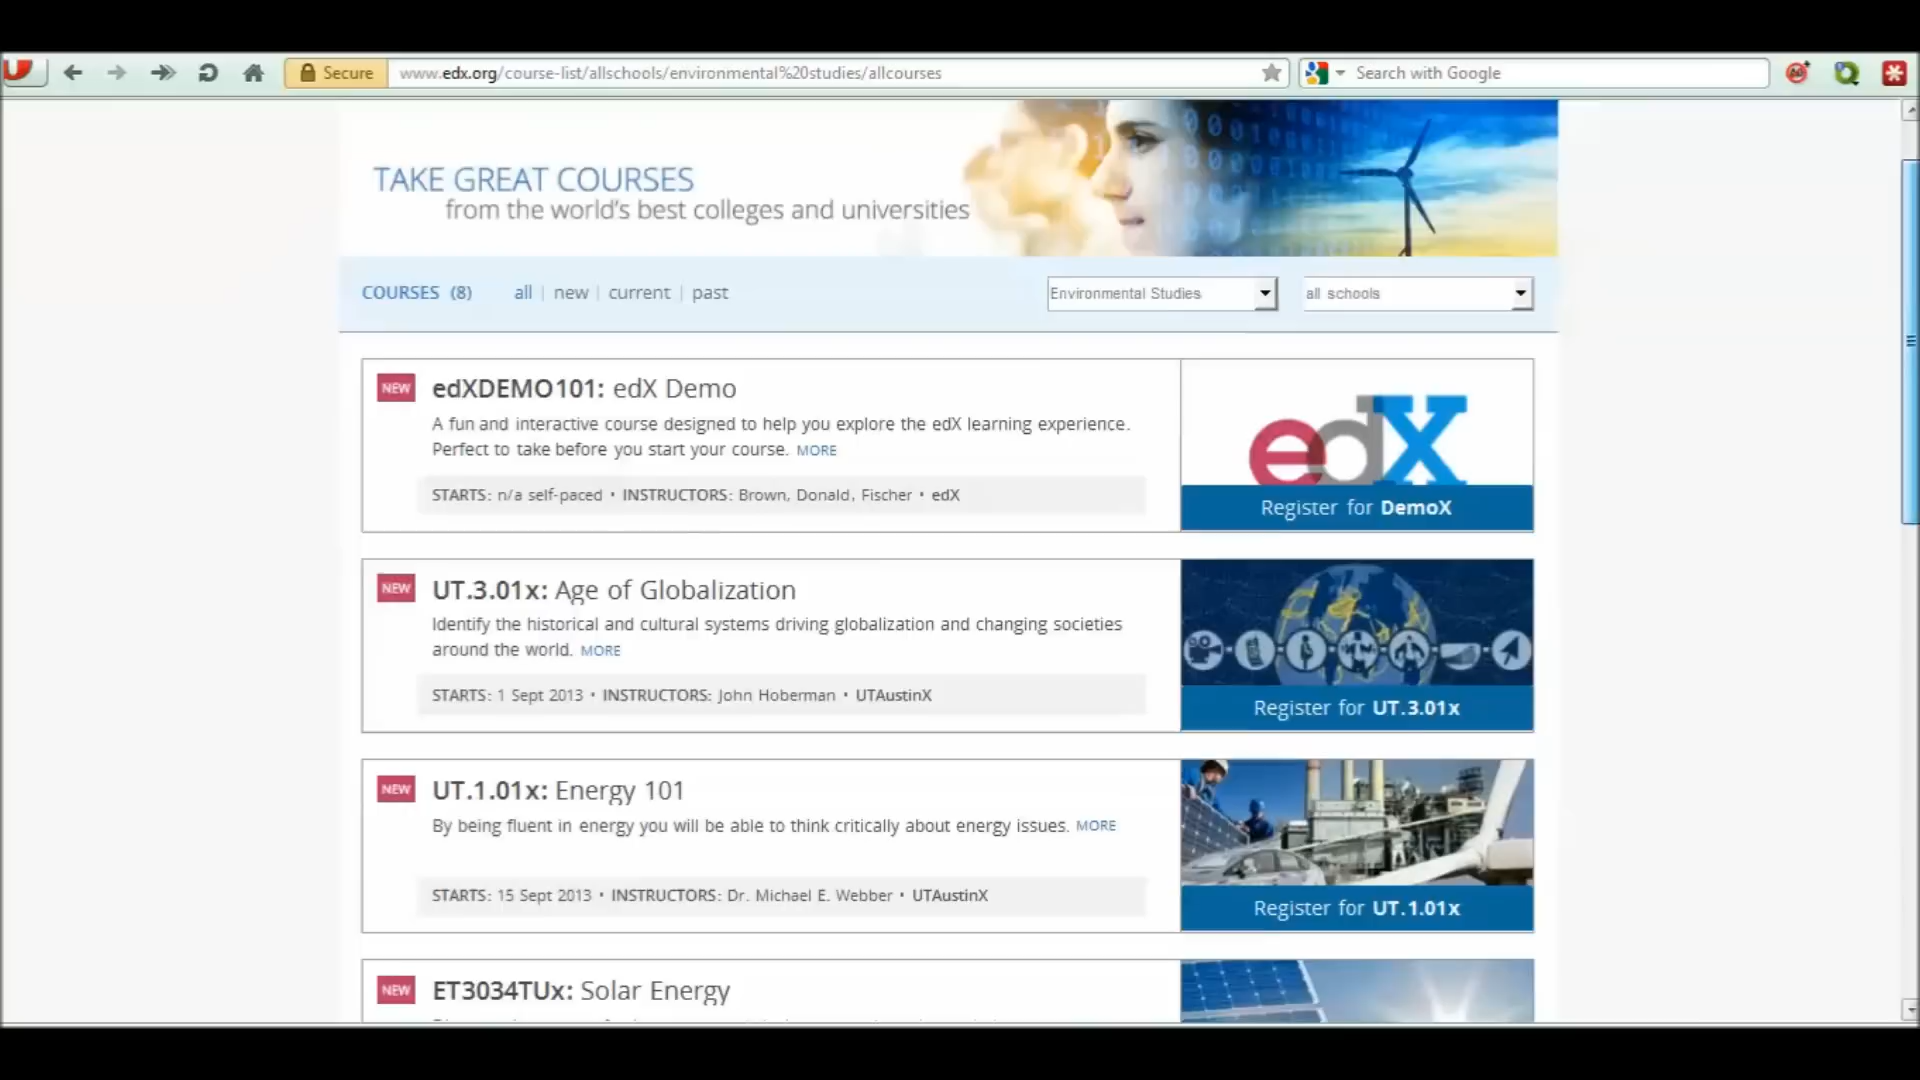 Secure www.edx.org/course-list/allschools/environmental%20studies/allcourses Search with Google
TAKE GREAT COURSES
from the world's best colleges and universities
COURSES (8) all new current past Environmental Studies all schools
NEW edXDEMO101: edX Demo
A fun and interactive course designed to help you explore the edX learning experience.
Perfect to take before you start your course. MORE
STARTS: n/a self-paced • INSTRUCTORS: Brown, Donald, Fischer • edX
edX
Register for DemoX
NEW UT.3.01x: Age of Globalization
Identify the historical and cultural systems driving globalization and changing societies
around the world. MORE
STARTS: 1 Sept 2013 • INSTRUCTORS: John Hoberman • UTAustinX
Register for UT.3.01x
NEW UT.1.01x: Energy 101
By being fluent in energy you will be able to think critically about energy issues. MORE
STARTS: 15 Sept 2013 • INSTRUCTORS: Dr. Michael E. Webber • UTAustinX
Register for UT.1.01x
NEW ET3034TUx: Solar Energy